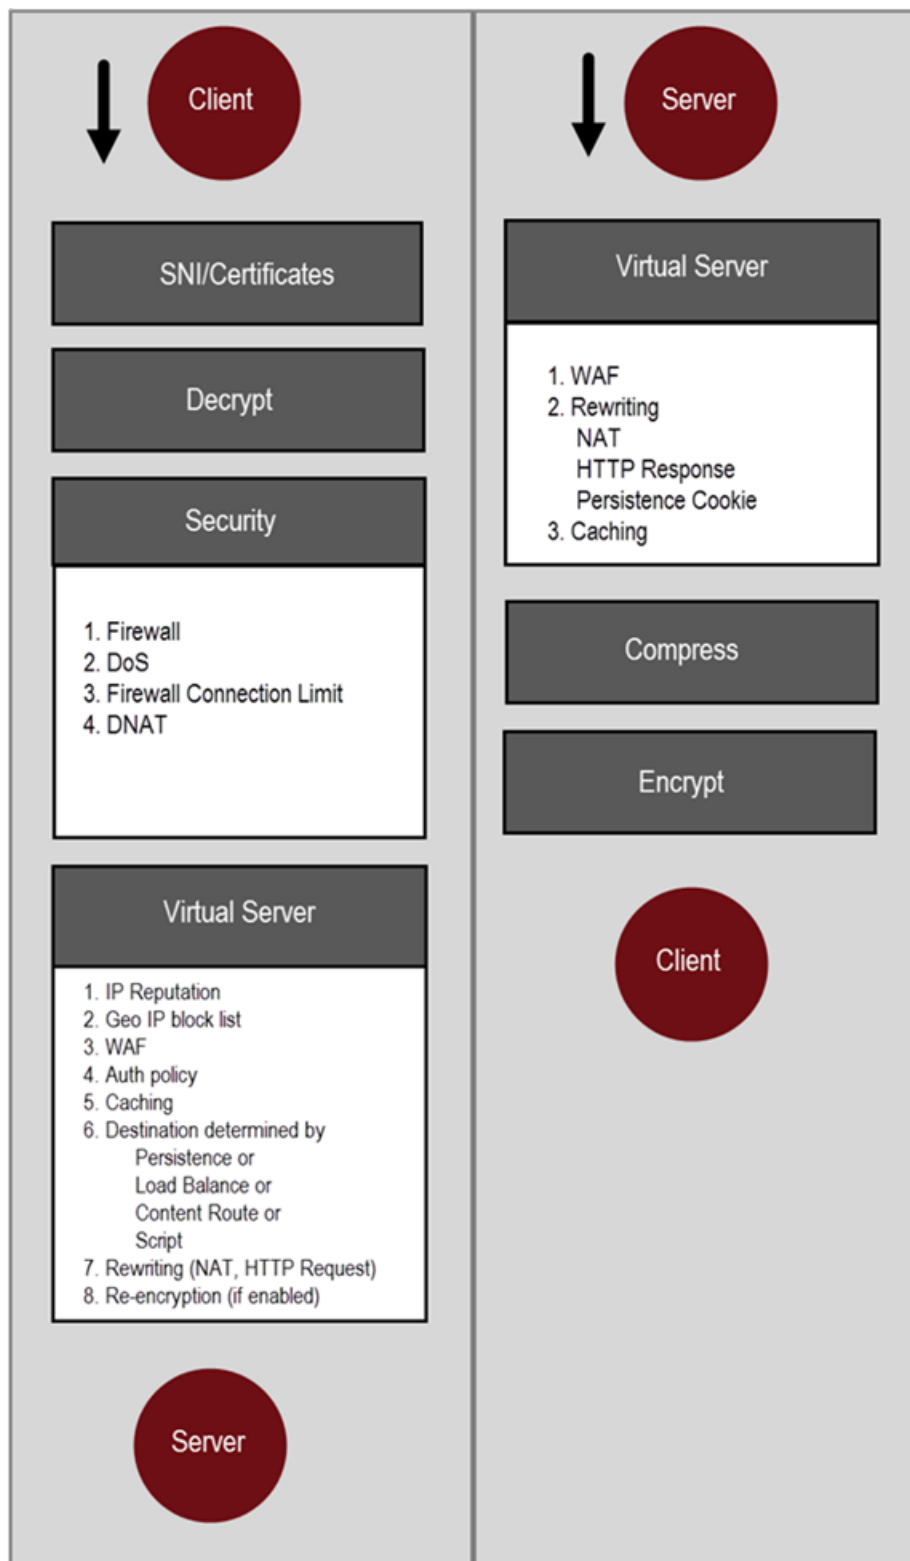 Client
SNI/Certificates
Decrypt
Security
1. Firewall
2. DoS
3. Firewall Connection Limit
4. DNAT
Virtual Server
1. IP Reputation
2. Geo IP block list
3. WAF
4. Auth policy
5. Caching
6. Destination determined by
Persistence or
Load Balance or
Content Route or
Script
7. Rewriting (NAT, HTTP Request)
8. Re-encryption (if enabled)
Server
Server
Virtual Server
1. WAF
2. Rewriting
NAT
HTTP Response
Persistence Cookie
3. Caching
Compress
Encrypt
Client